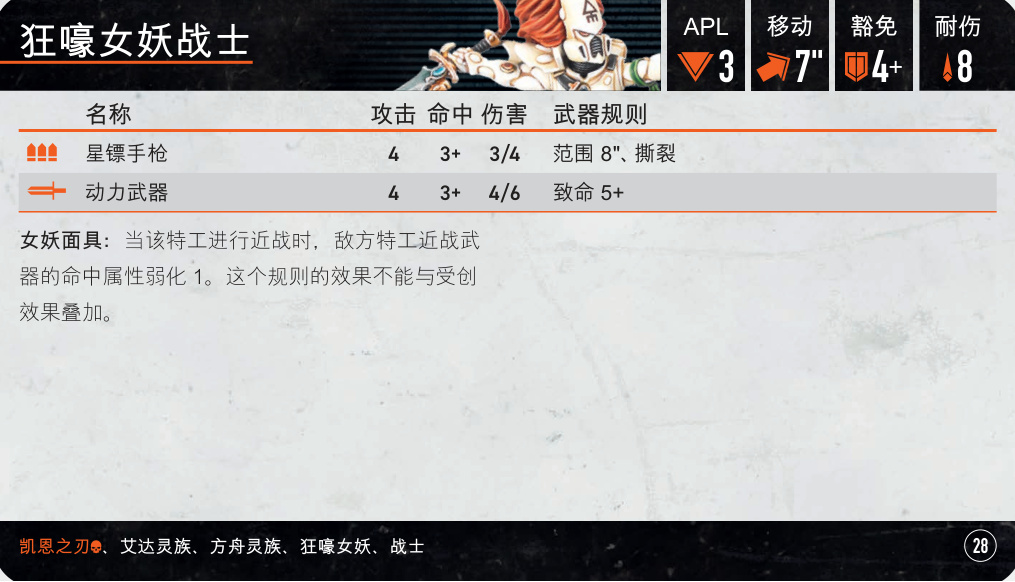 狂嚎女妖战士
APL 移动 豁免 耐伤
3 7" 4+ 8
名称 攻击 命中 伤害 武器规则
星镖手枪 4 3+ 3/4 范围 8"、撕裂
动力武器 4 3+ 4/6 致命 5+
女妖面具：当该特工进行近战时，敌方特工近战武
器的命中属性弱化 1。这个规则的效果不能与受创
效果叠加。
凯恩之刃、艾达灵族、方舟灵族、狂嚎女妖、战士
28